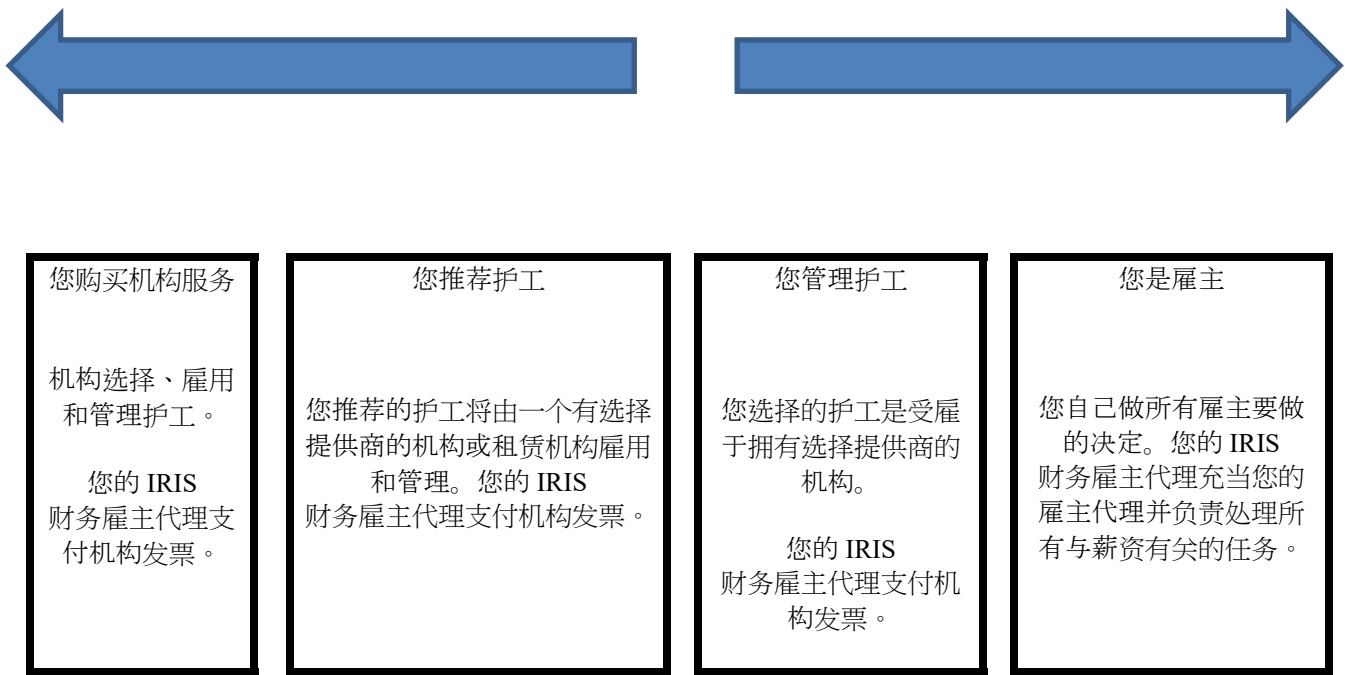 您购买机构服务
机构选择、雇用
和管理护工。
您的 IRIS
财务雇主代理支
付机构发票。
您推荐护工
您推荐的护工将由一个有选择
提供商的机构或租赁机构雇用
和管理。您的 IRIS
财务雇主代理支付机构发票。
您管理护工
您选择的护工是受雇
于拥有选择提供商的
机构。
您的 IRIS
财务雇主代理支付机
构发票。
您是雇主
您自己做所有雇主要做
的决定。您的 IRIS
财务雇主代理充当您的
雇主代理并负责处理所
有与薪资有关的任务。